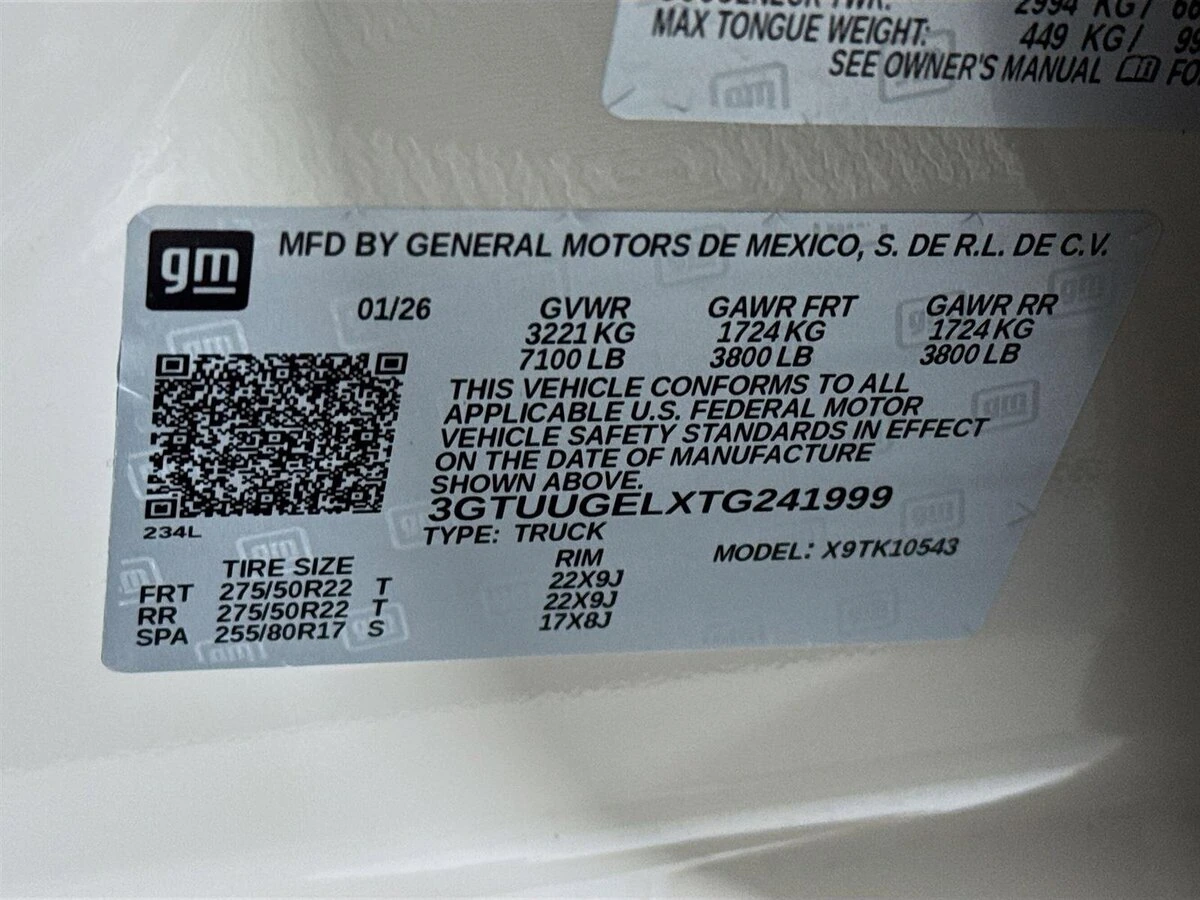 2994 KG/
MAX TONGUE WEIGHT: 449 KG/
SEE OWNER'S MANUAL
gm
MFD BY GENERAL MOTORS DE MEXICO, S. DE R.L. DE C.V.
01/26 GVWR GAWR FRT GAWR RR
3221 KG 1724 KG 1724 KG
7100 LB 3800 LB 3800 LB
THIS VEHICLE CONFORMS TO ALL
APPLICABLE U.S. FEDERAL MOTOR
VEHICLE SAFETY STANDARDS IN EFFECT
ON THE DATE OF MANUFACTURE
SHOWN ABOVE.
3GTUUGELXTG241999
234L
TYPE: TRUCK
MODEL: X9TK10543
TIRE SIZE RIM
FRT 275/50R22 T 22X9J
RR 275/50R22 T 22X9J
SPA 255/80R17 S 17X8J